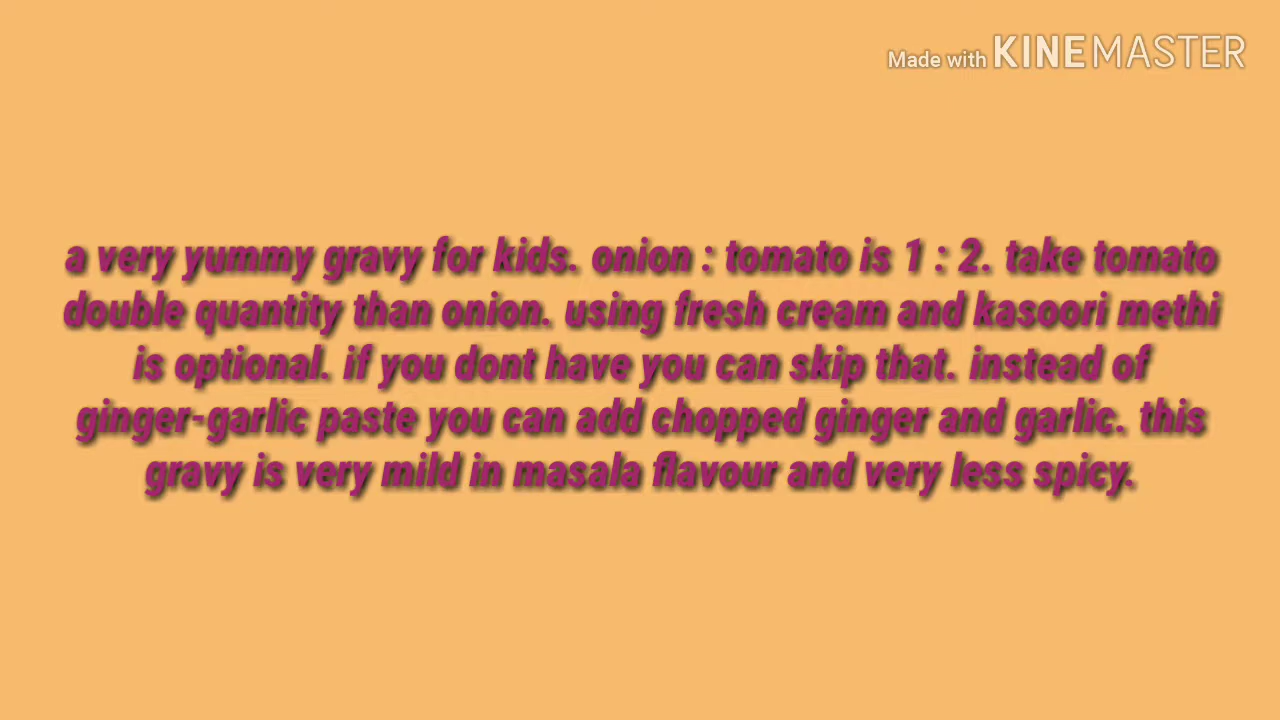 Made with KINEMASTER
a very yummy gravy for kids. onion : tomato is 1 : 2. take tomato
double quantity than onion. using fresh cream and kasoori methi
is optional. if you dont have you can skip that. instead of
ginger-garlic paste you can add chopped ginger and garlic. this
gravy is very mild in masala flavour and very less spicy.